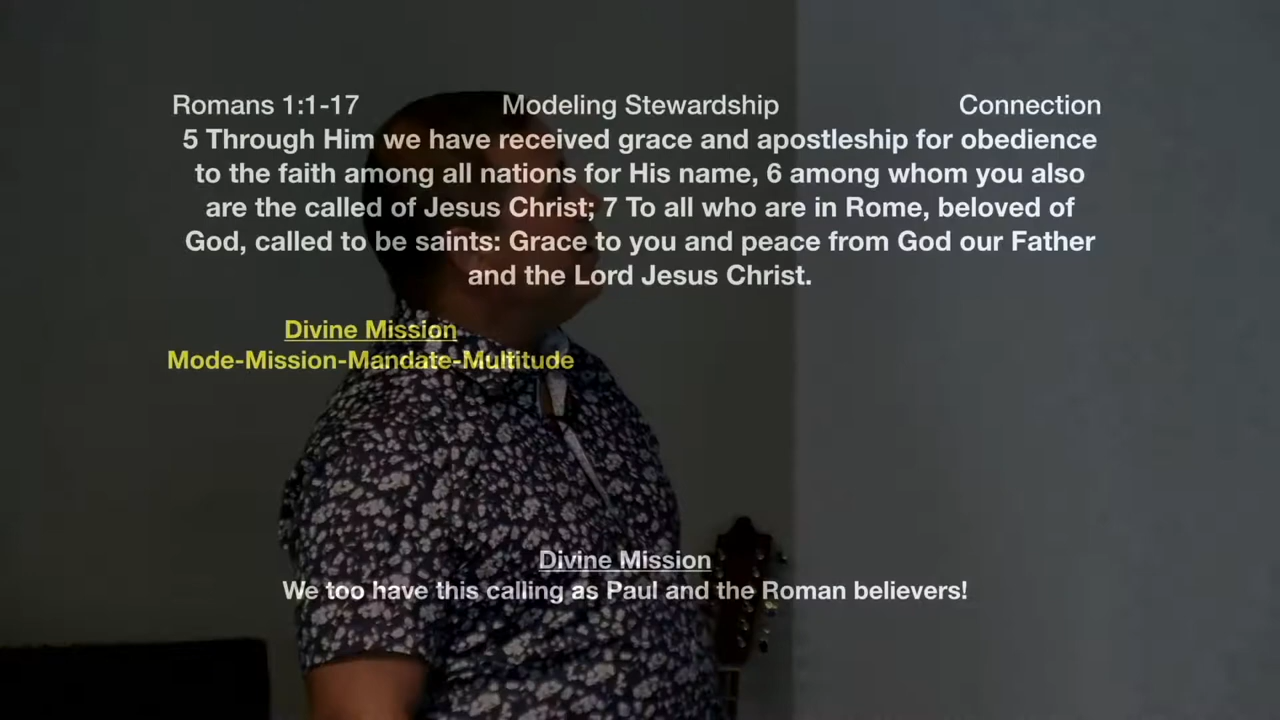 Romans 1:1-17 Modeling Stewardship Connection
5 Through Him we have received grace and apostleship for obedience
to the faith among all nations for His name, 6 among whom you also
are the called of Jesus Christ; 7 To all who are in Rome, beloved of
God, called to be saints: Grace to you and peace from God our Father
and the Lord Jesus Christ.
Divine Mission
Mode-Mission-Mandate-Multitude
Divine Mission
We too have this calling as Paul and the Roman believers!